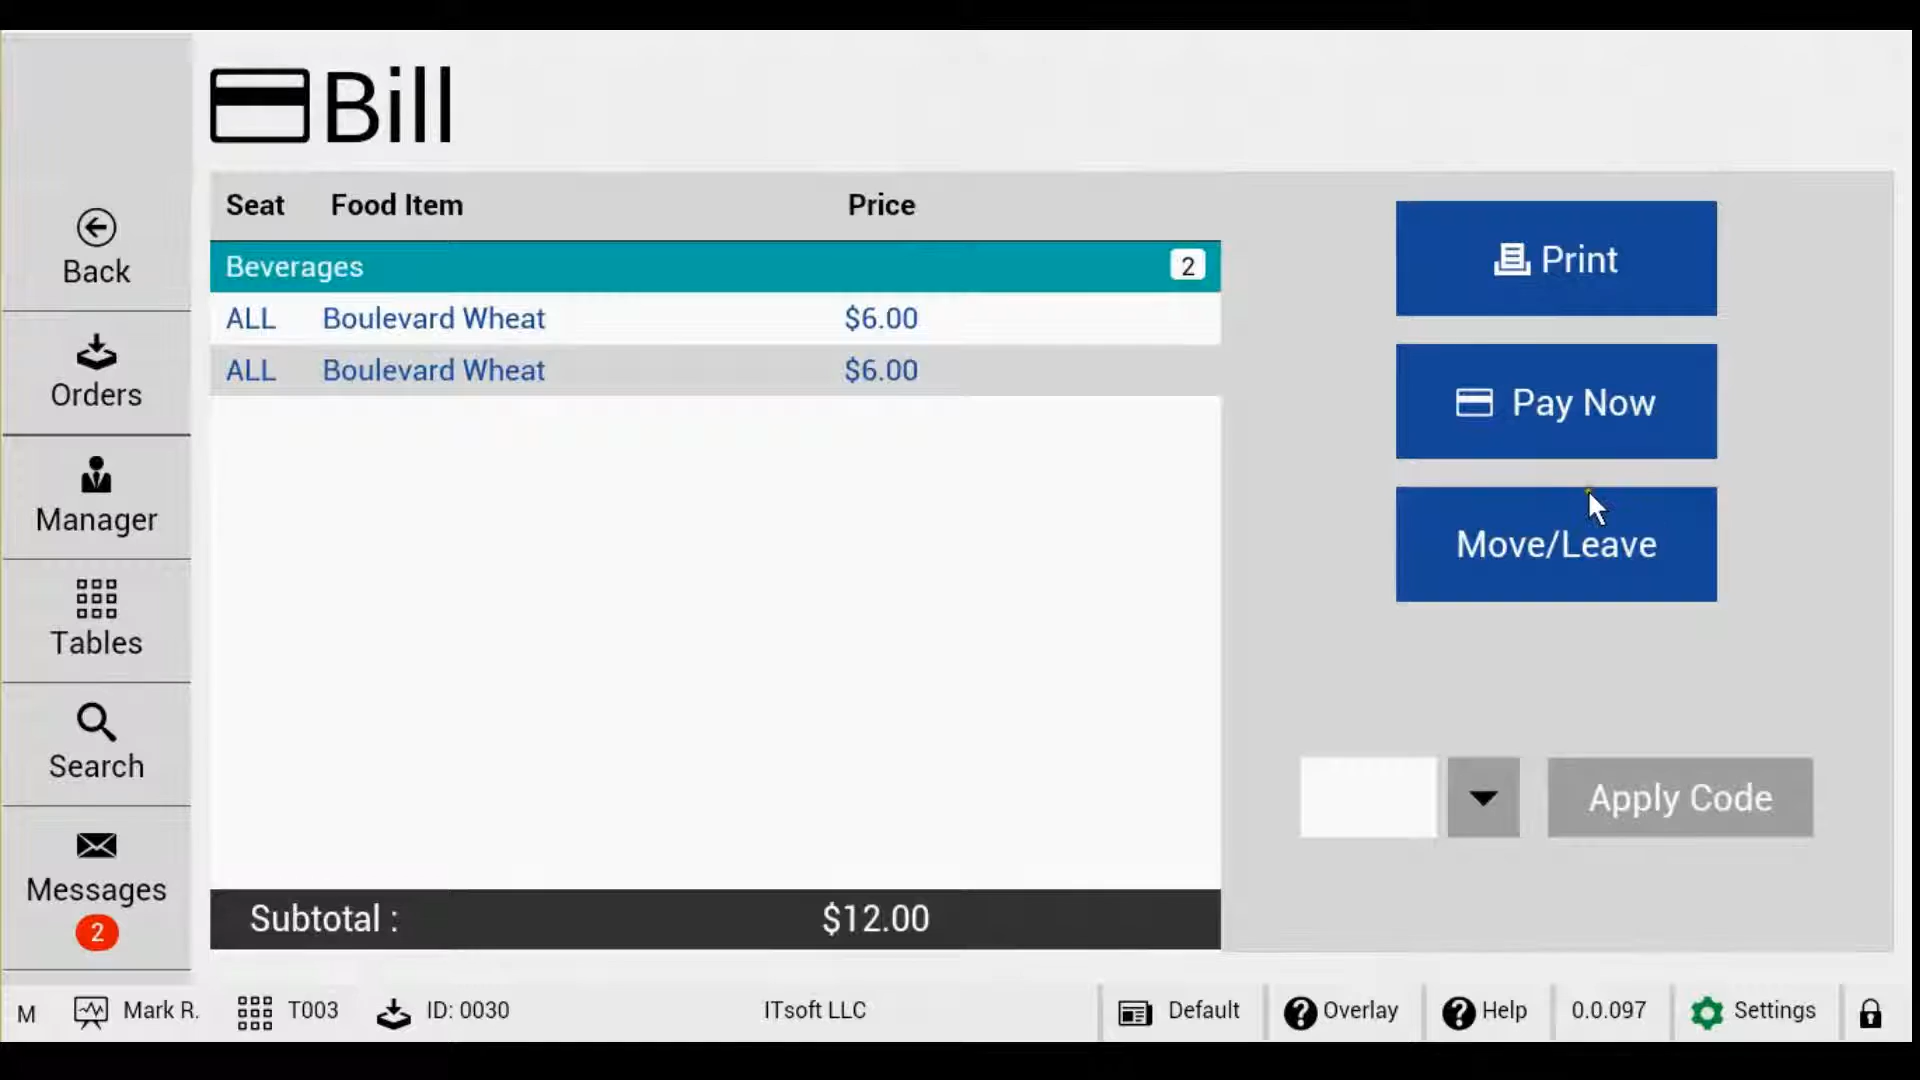 Bill
Seat Food Item Price
Beverages 2
ALL Boulevard Wheat $6.00
ALL Boulevard Wheat $6.00
Subtotal : $12.00
Print
Pay Now
Move/Leave
Apply Code
Back
Orders
Manager
Tables
Search
Messages
2
M Mark R. T003 ID: 0030 ITsoft LLC Default Overlay Help 0.0.097 Settings